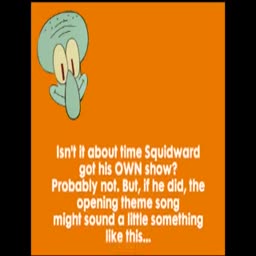 Isn't it about time Squidward
got his OWN show?
Probably not. But, if he did, the
opening theme song
might sound a little something
like this...